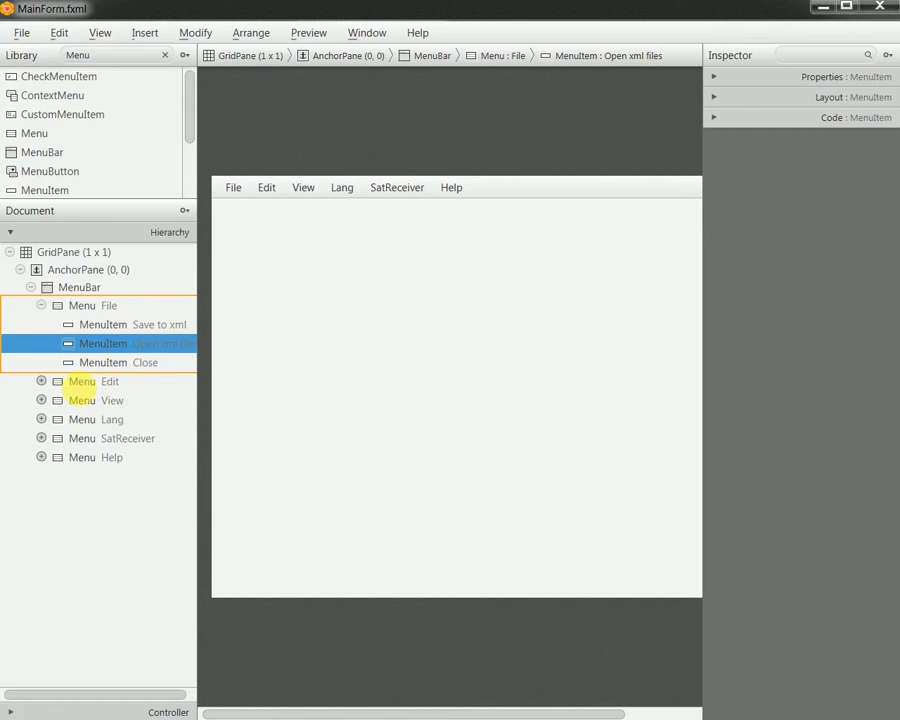 MainForm.fxml
File Edit View Insert Modify Arrange Preview Window Help
Library Menu
CheckMenuItem
ContextMenu
CustomMenuItem
Menu
MenuBar
MenuButton
MenuItem
Document
Hierarchy
GridPane (1 x 1)
AnchorPane (0, 0)
MenuBar
Menu File
MenuItem Save to xml
MenuItem Open xml files
MenuItem Close
Menu Edit
Menu View
Menu Lang
Menu SatReceiver
Menu Help
Controller
GridPane (1 x 1) AnchorPane (0, 0) MenuBar Menu : File MenuItem : Open xml files
File Edit View Lang SatReceiver Help
Inspector
Properties : MenuItem
Layout : MenuItem
Code : MenuItem